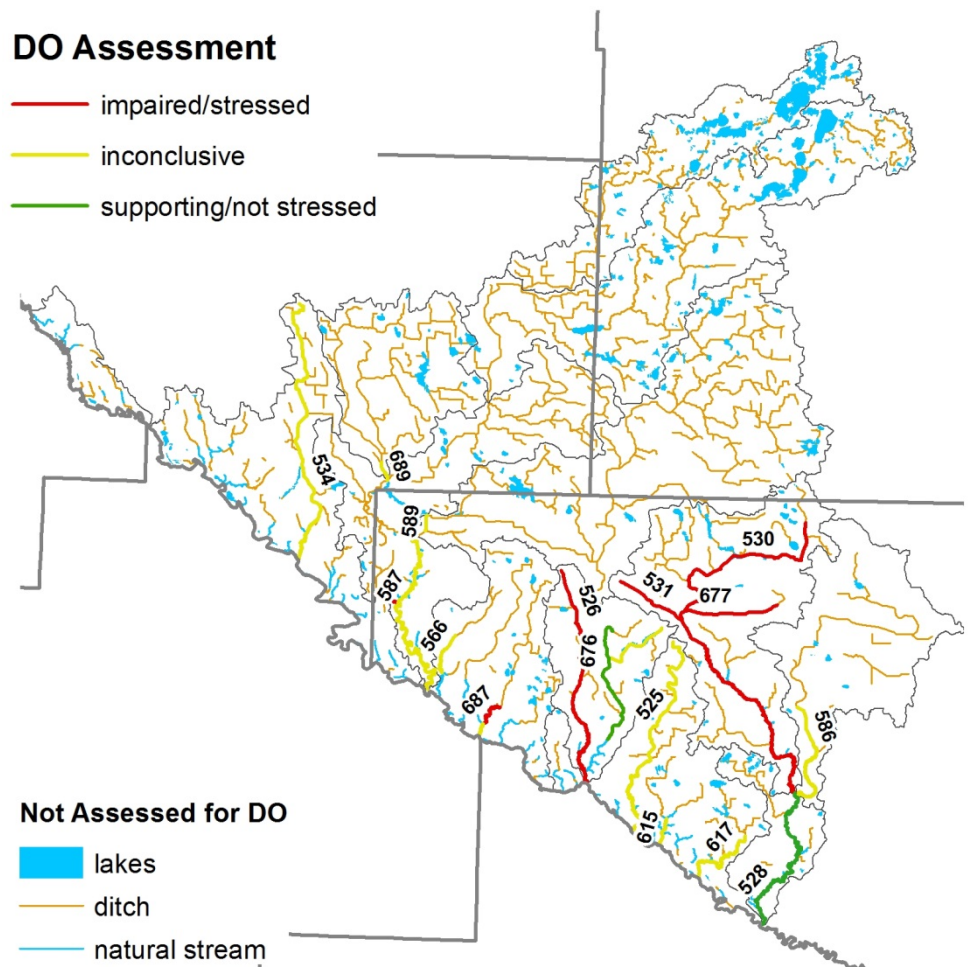 DO Assessment
impaired/stressed
inconclusive
supporting/not stressed
534
689
589
587
566
687
526
676
525
615
617
528
586
531
530
677
Not Assessed for DO
lakes
ditch
natural stream